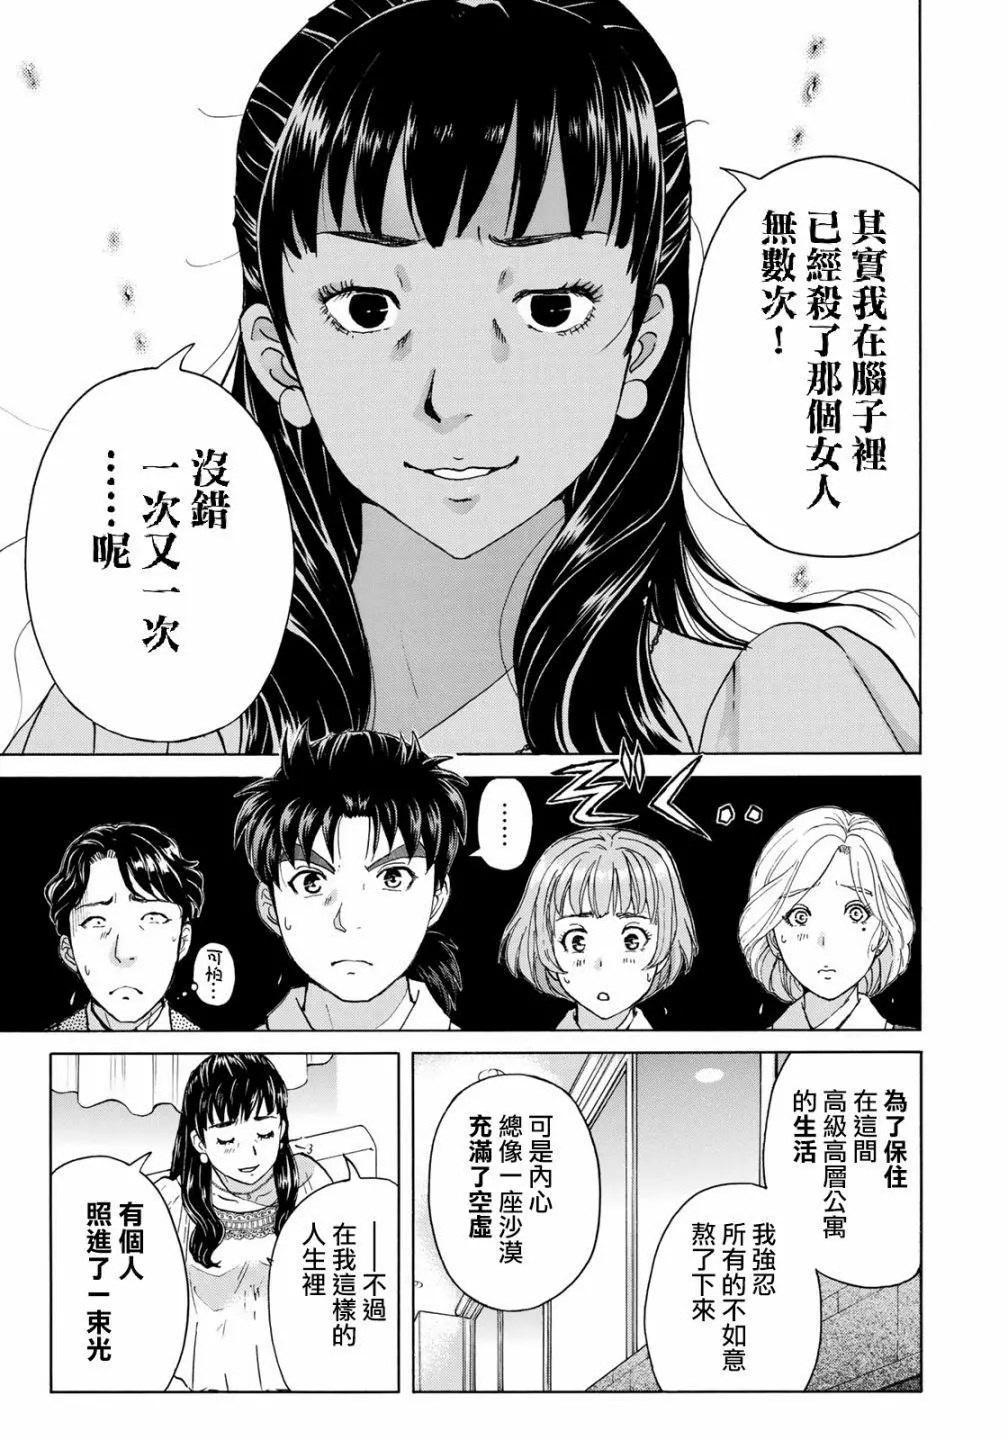 其實我在腦子裡
已經殺了那個女人
無數次！
沒錯
一次又一次
……呢
ぞくっ
……
可怕…
為了保住
在這間
高級高層公寓
的生活
我強忍
所有的不如意
熬了下來
可是內心
總像一座沙漠
充滿了空虛
——不過
在我這樣的
人生裡
有個人
照進了一束光